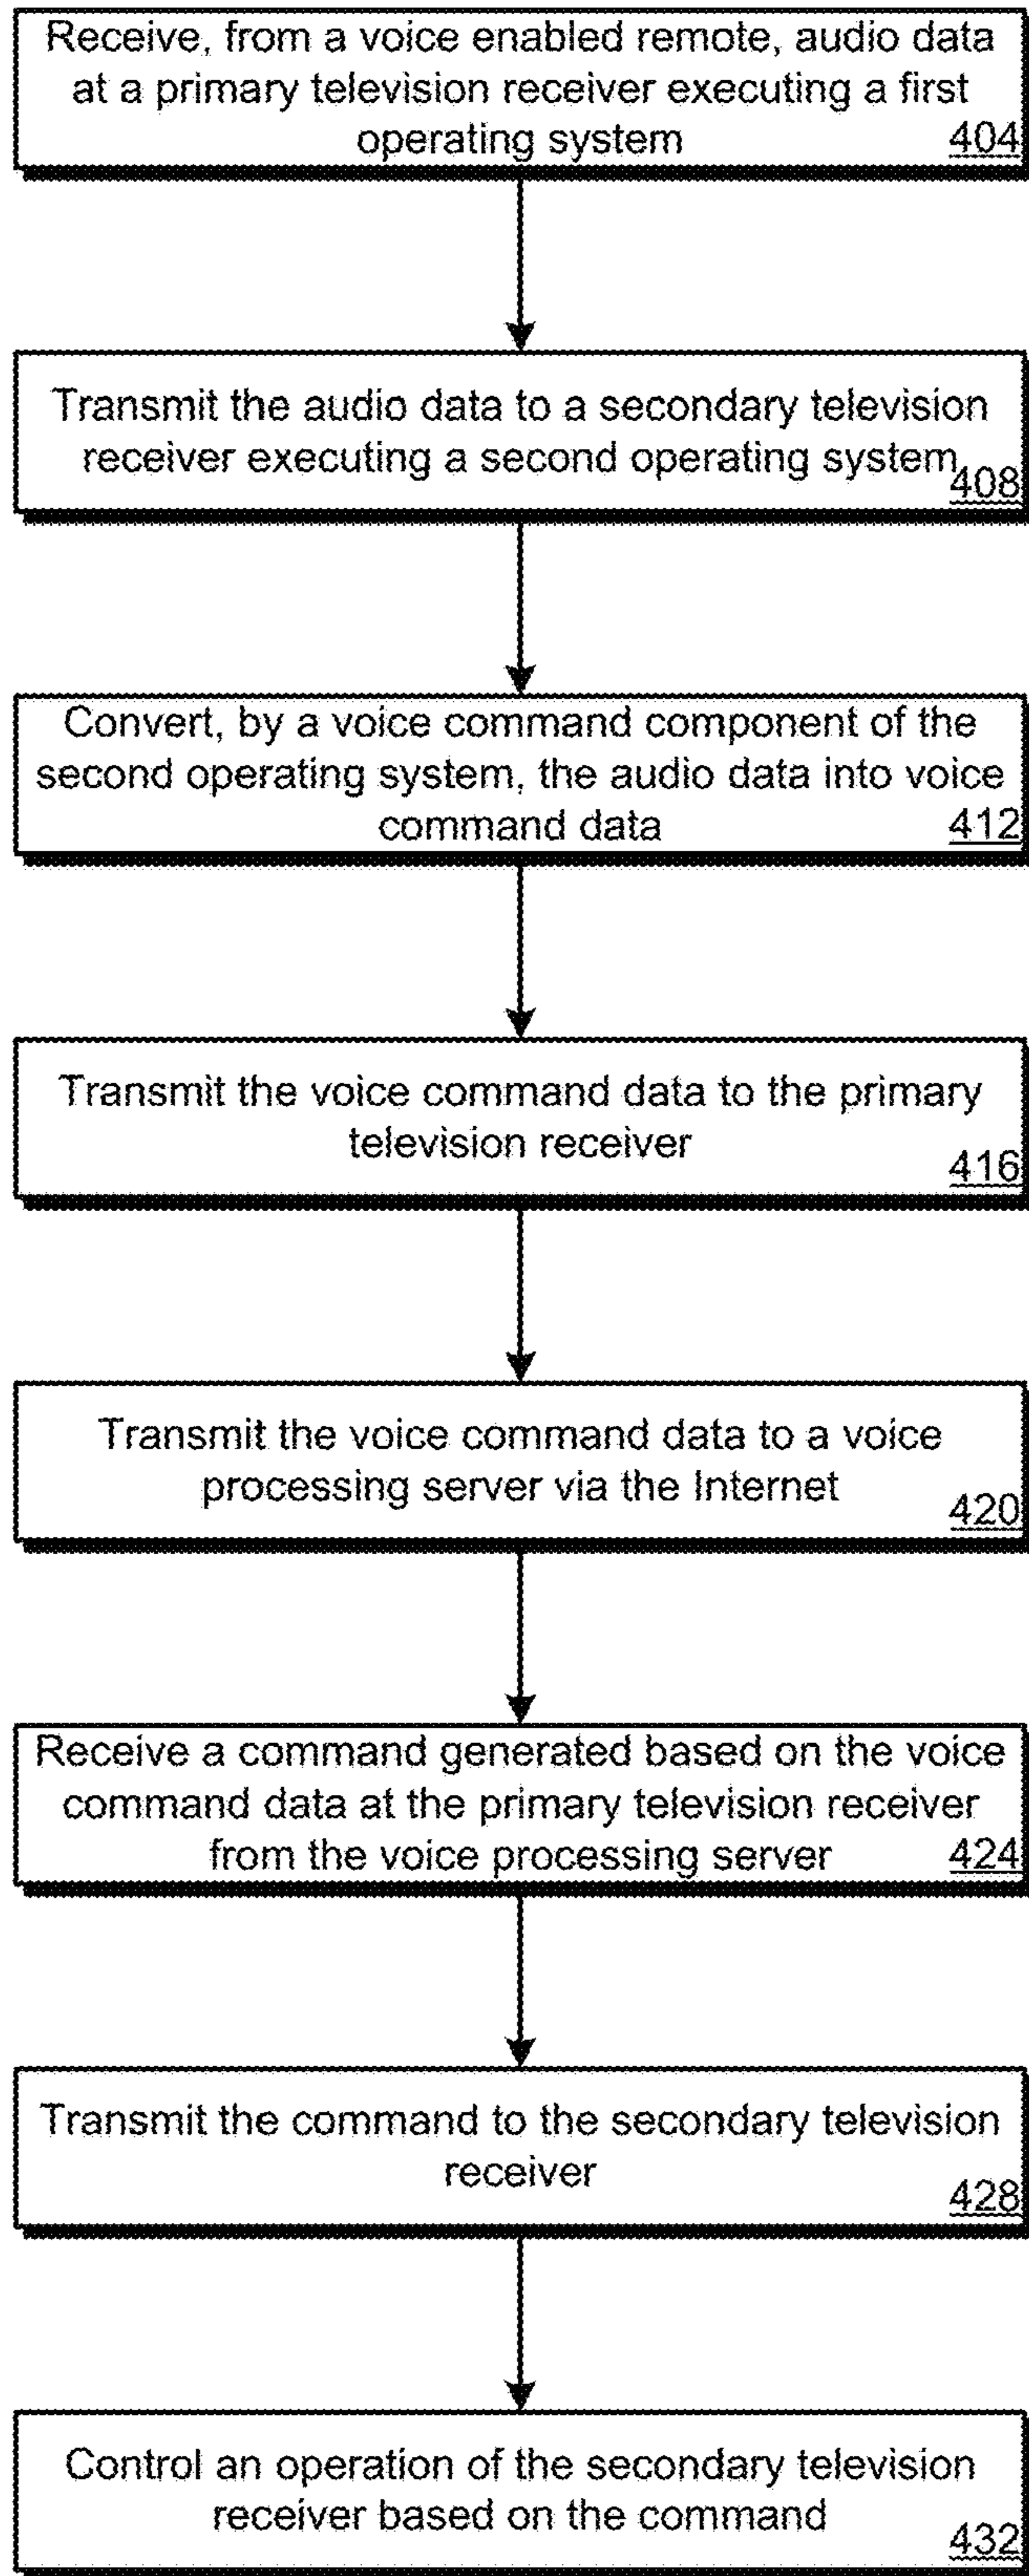 Receive, from a voice enabled remote, audio data
at a primary television receiver executing a first
operating system
404
Transmit the audio data to a secondary television
receiver executing a second operating system
408
Convert, by a voice command component of the
second operating system, the audio data into voice
command data
412
Transmit the voice command data to the primary
television receiver
416
Transmit the voice command data to a voice
processing server via the Internet
420
Receive a command generated based on the voice
command data at the primary television receiver
from the voice processing server
424
Transmit the command to the secondary television
receiver
428
Control an operation of the secondary television
receiver based on the command
432